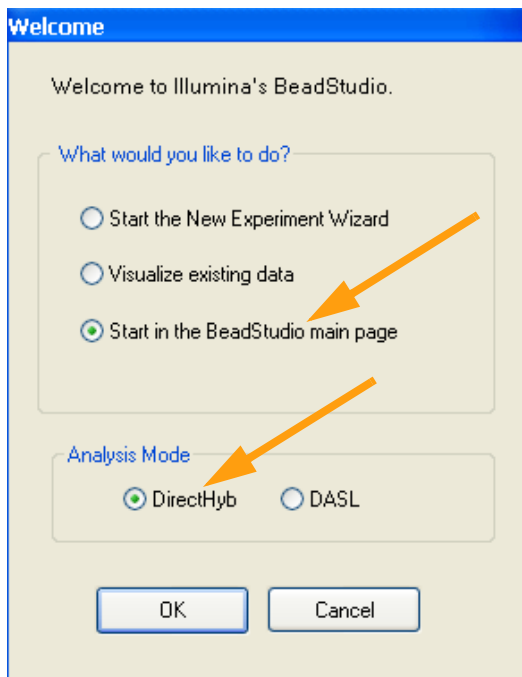 Welcome
Welcome to Illumina's BeadStudio.
What would you like to do?
Start the New Experiment Wizard
Visualize existing data
Start in the BeadStudio main page
Analysis Mode
DirectHyb DASL
OK Cancel